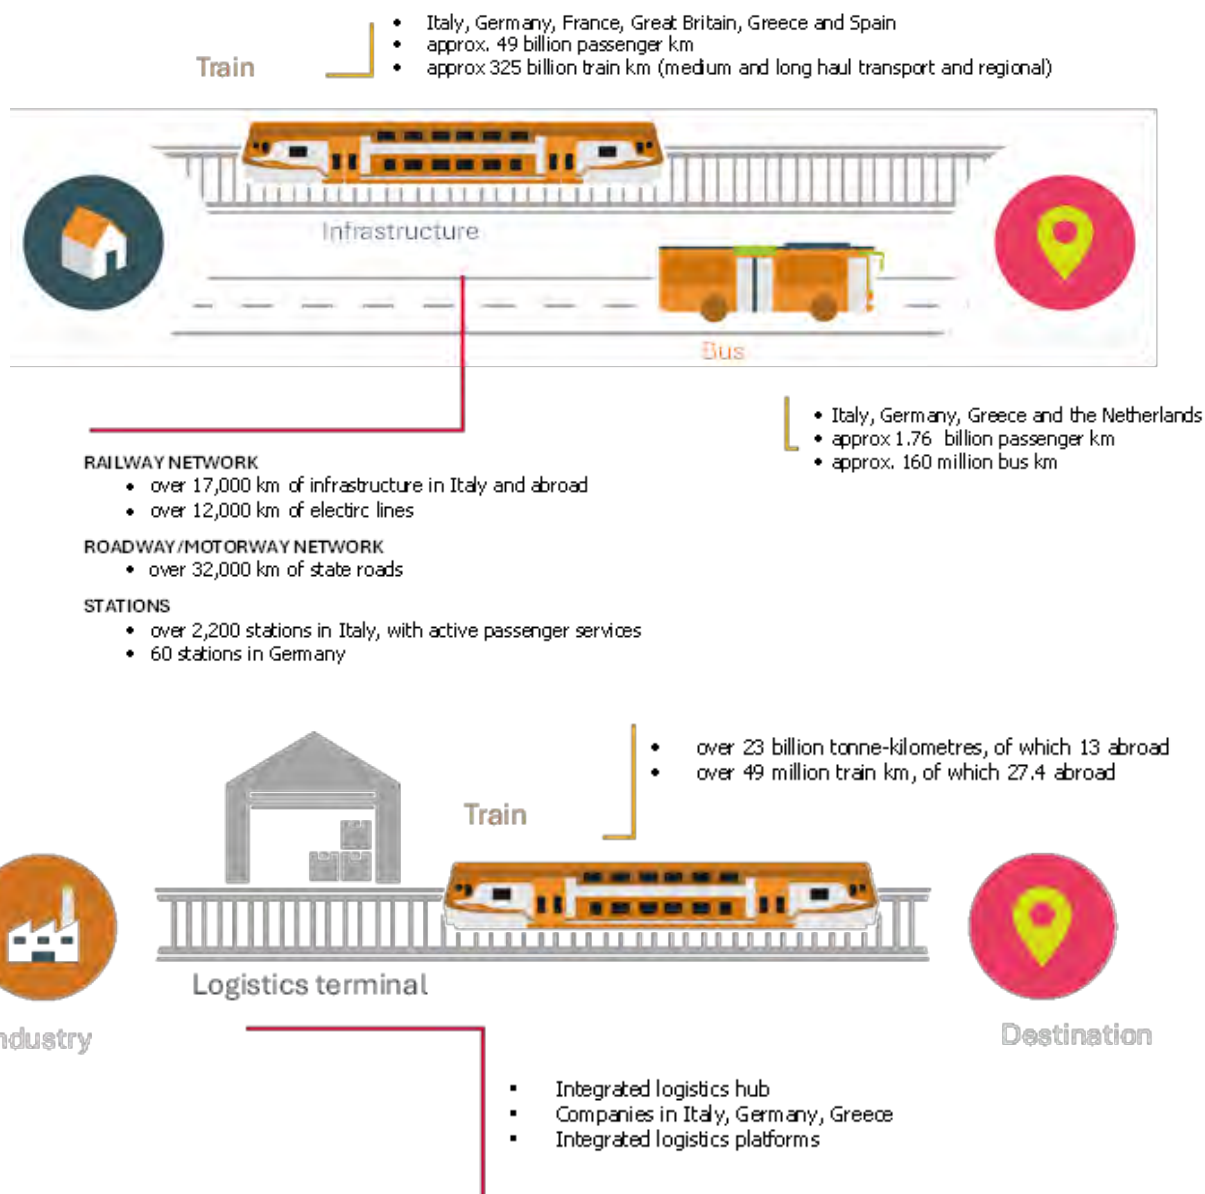 • Italy, Germany, France, Great Britain, Greece and Spain
• approx. 49 billion passenger km
• approx 325 billion train km (medium and long haul transport and regional)
Train
Infrastructure
Bus
• Italy, Germany, Greece and the Netherlands
• approx 1.76 billion passenger km
• approx. 160 million bus km
RAILWAY NETWORK
• over 17,000 km of infrastructure in Italy and abroad
• over 12,000 km of electirc lines
ROADWAY/MOTORWAY NETWORK
• over 32,000 km of state roads
STATIONS
• over 2,200 stations in Italy, with active passenger services
• 60 stations in Germany
• over 23 billion tonne-kilometres, of which 13 abroad
• over 49 million train km, of which 27.4 abroad
Train
Logistics terminal
ndustry
Destination
▪ Integrated logistics hub
▪ Companies in Italy, Germany, Greece
▪ Integrated logistics platforms